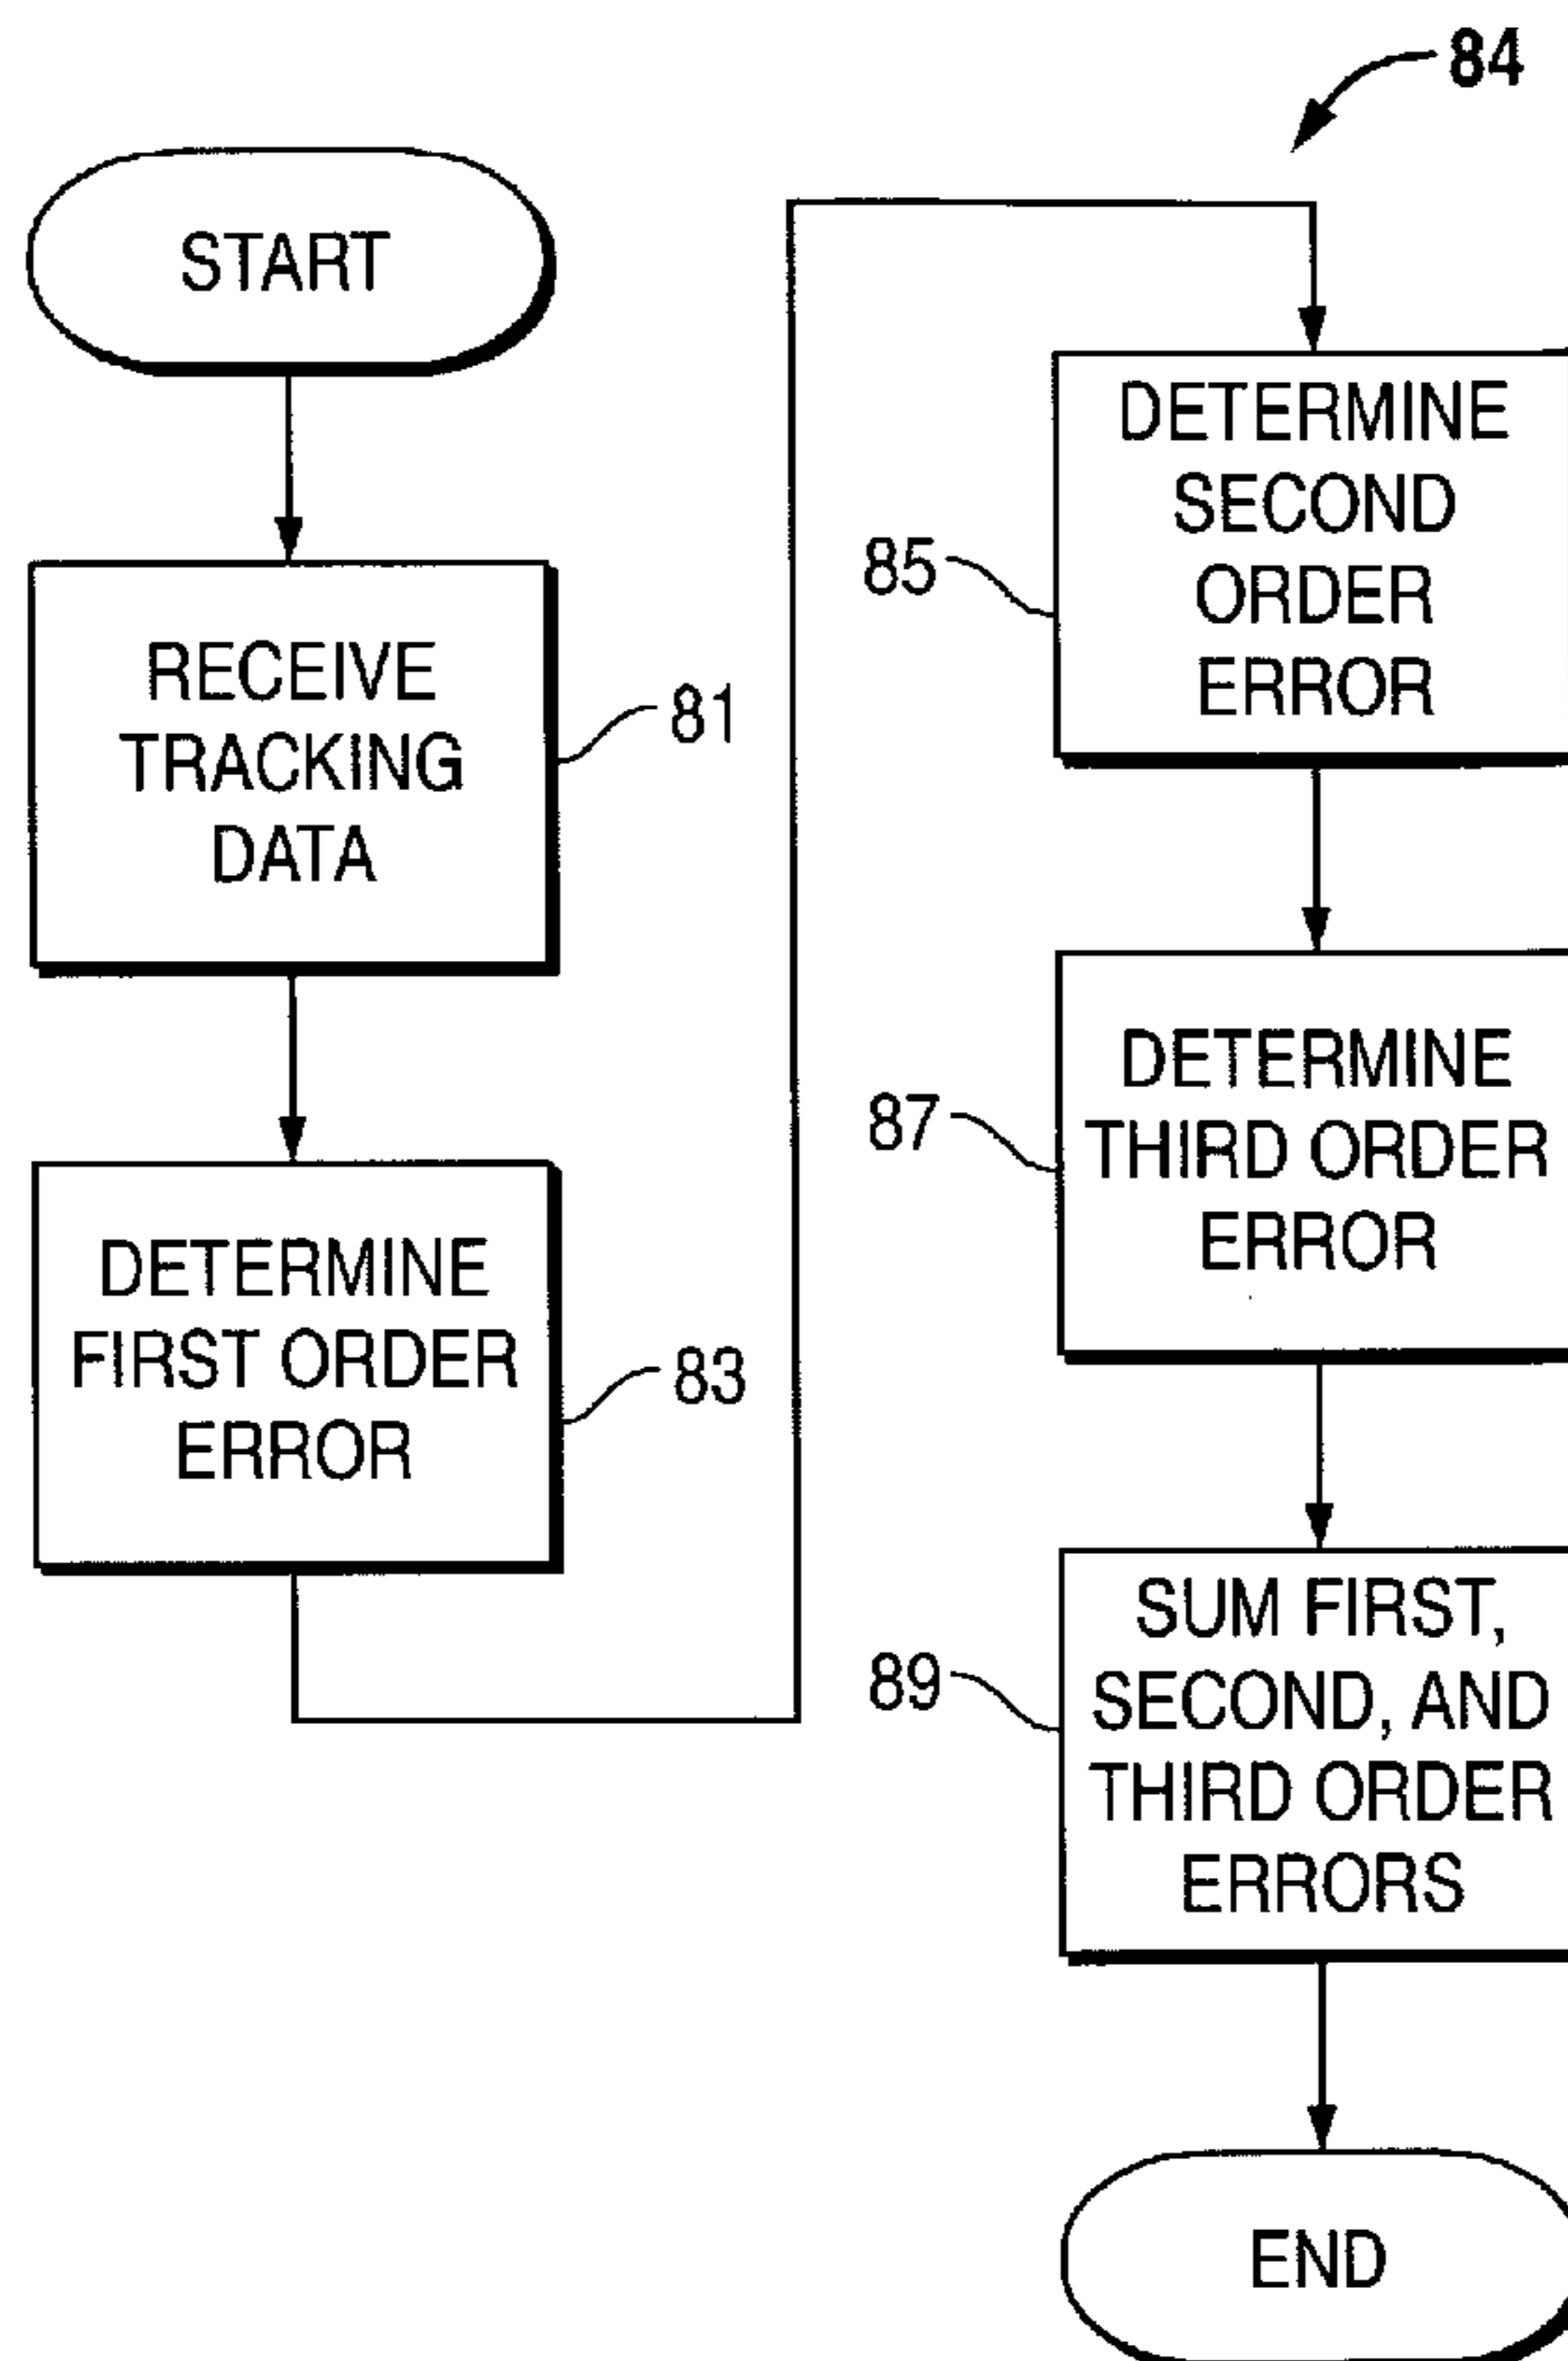 START
RECEIVE
TRACKING
DATA
81
DETERMINE
FIRST ORDER
ERROR
83
84
DETERMINE
SECOND
ORDER
ERROR
85
DETERMINE
THIRD ORDER
ERROR
87
SUM FIRST,
SECOND, AND
THIRD ORDER
ERRORS
89
END